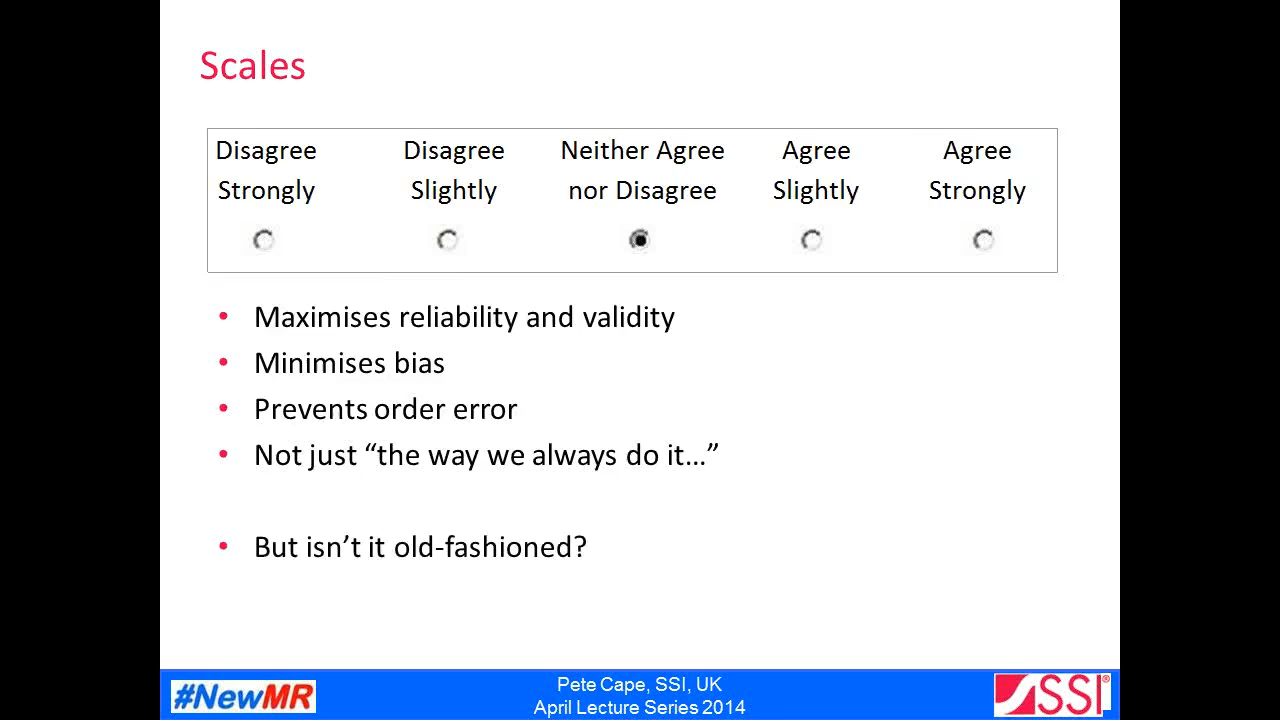 Scales
Disagree Strongly
Disagree Slightly
Neither Agree nor Disagree
Agree Slightly
Agree Strongly
• Maximises reliability and validity
• Minimises bias
• Prevents order error
• Not just “the way we always do it…”
• But isn’t it old-fashioned?
#NewMR
Pete Cape, SSI, UK
April Lecture Series 2014
SSI®